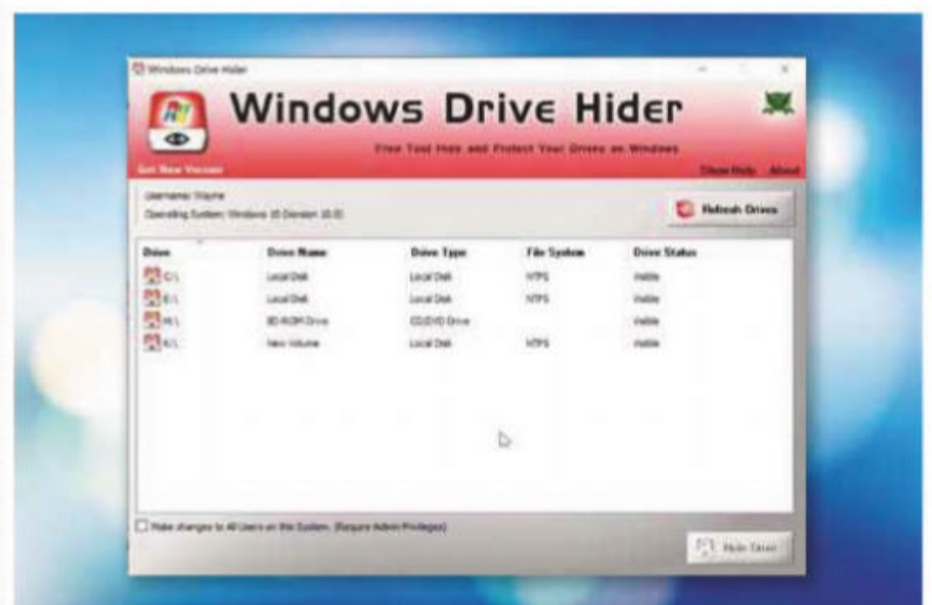 Windows Drive Hider
Windows Drive Hider
Free Tool Hide and Protect Your Drives on Windows
Get New Version
Show Help About
Username: Wayne
Operating System: Windows 10 (Version 10.0)
Refresh Drives
Drive Drive Name Drive Type File System Drive Status
C:\ Local Disk Local Disk NTFS Visible
E:\ Local Disk Local Disk NTFS Visible
BD-ROM Drive CD/DVD Drive Visible
New Volume Local Disk NTFS Visible
Make changes to All Users on this System. (Require Admin Privileges)
Hide Drive